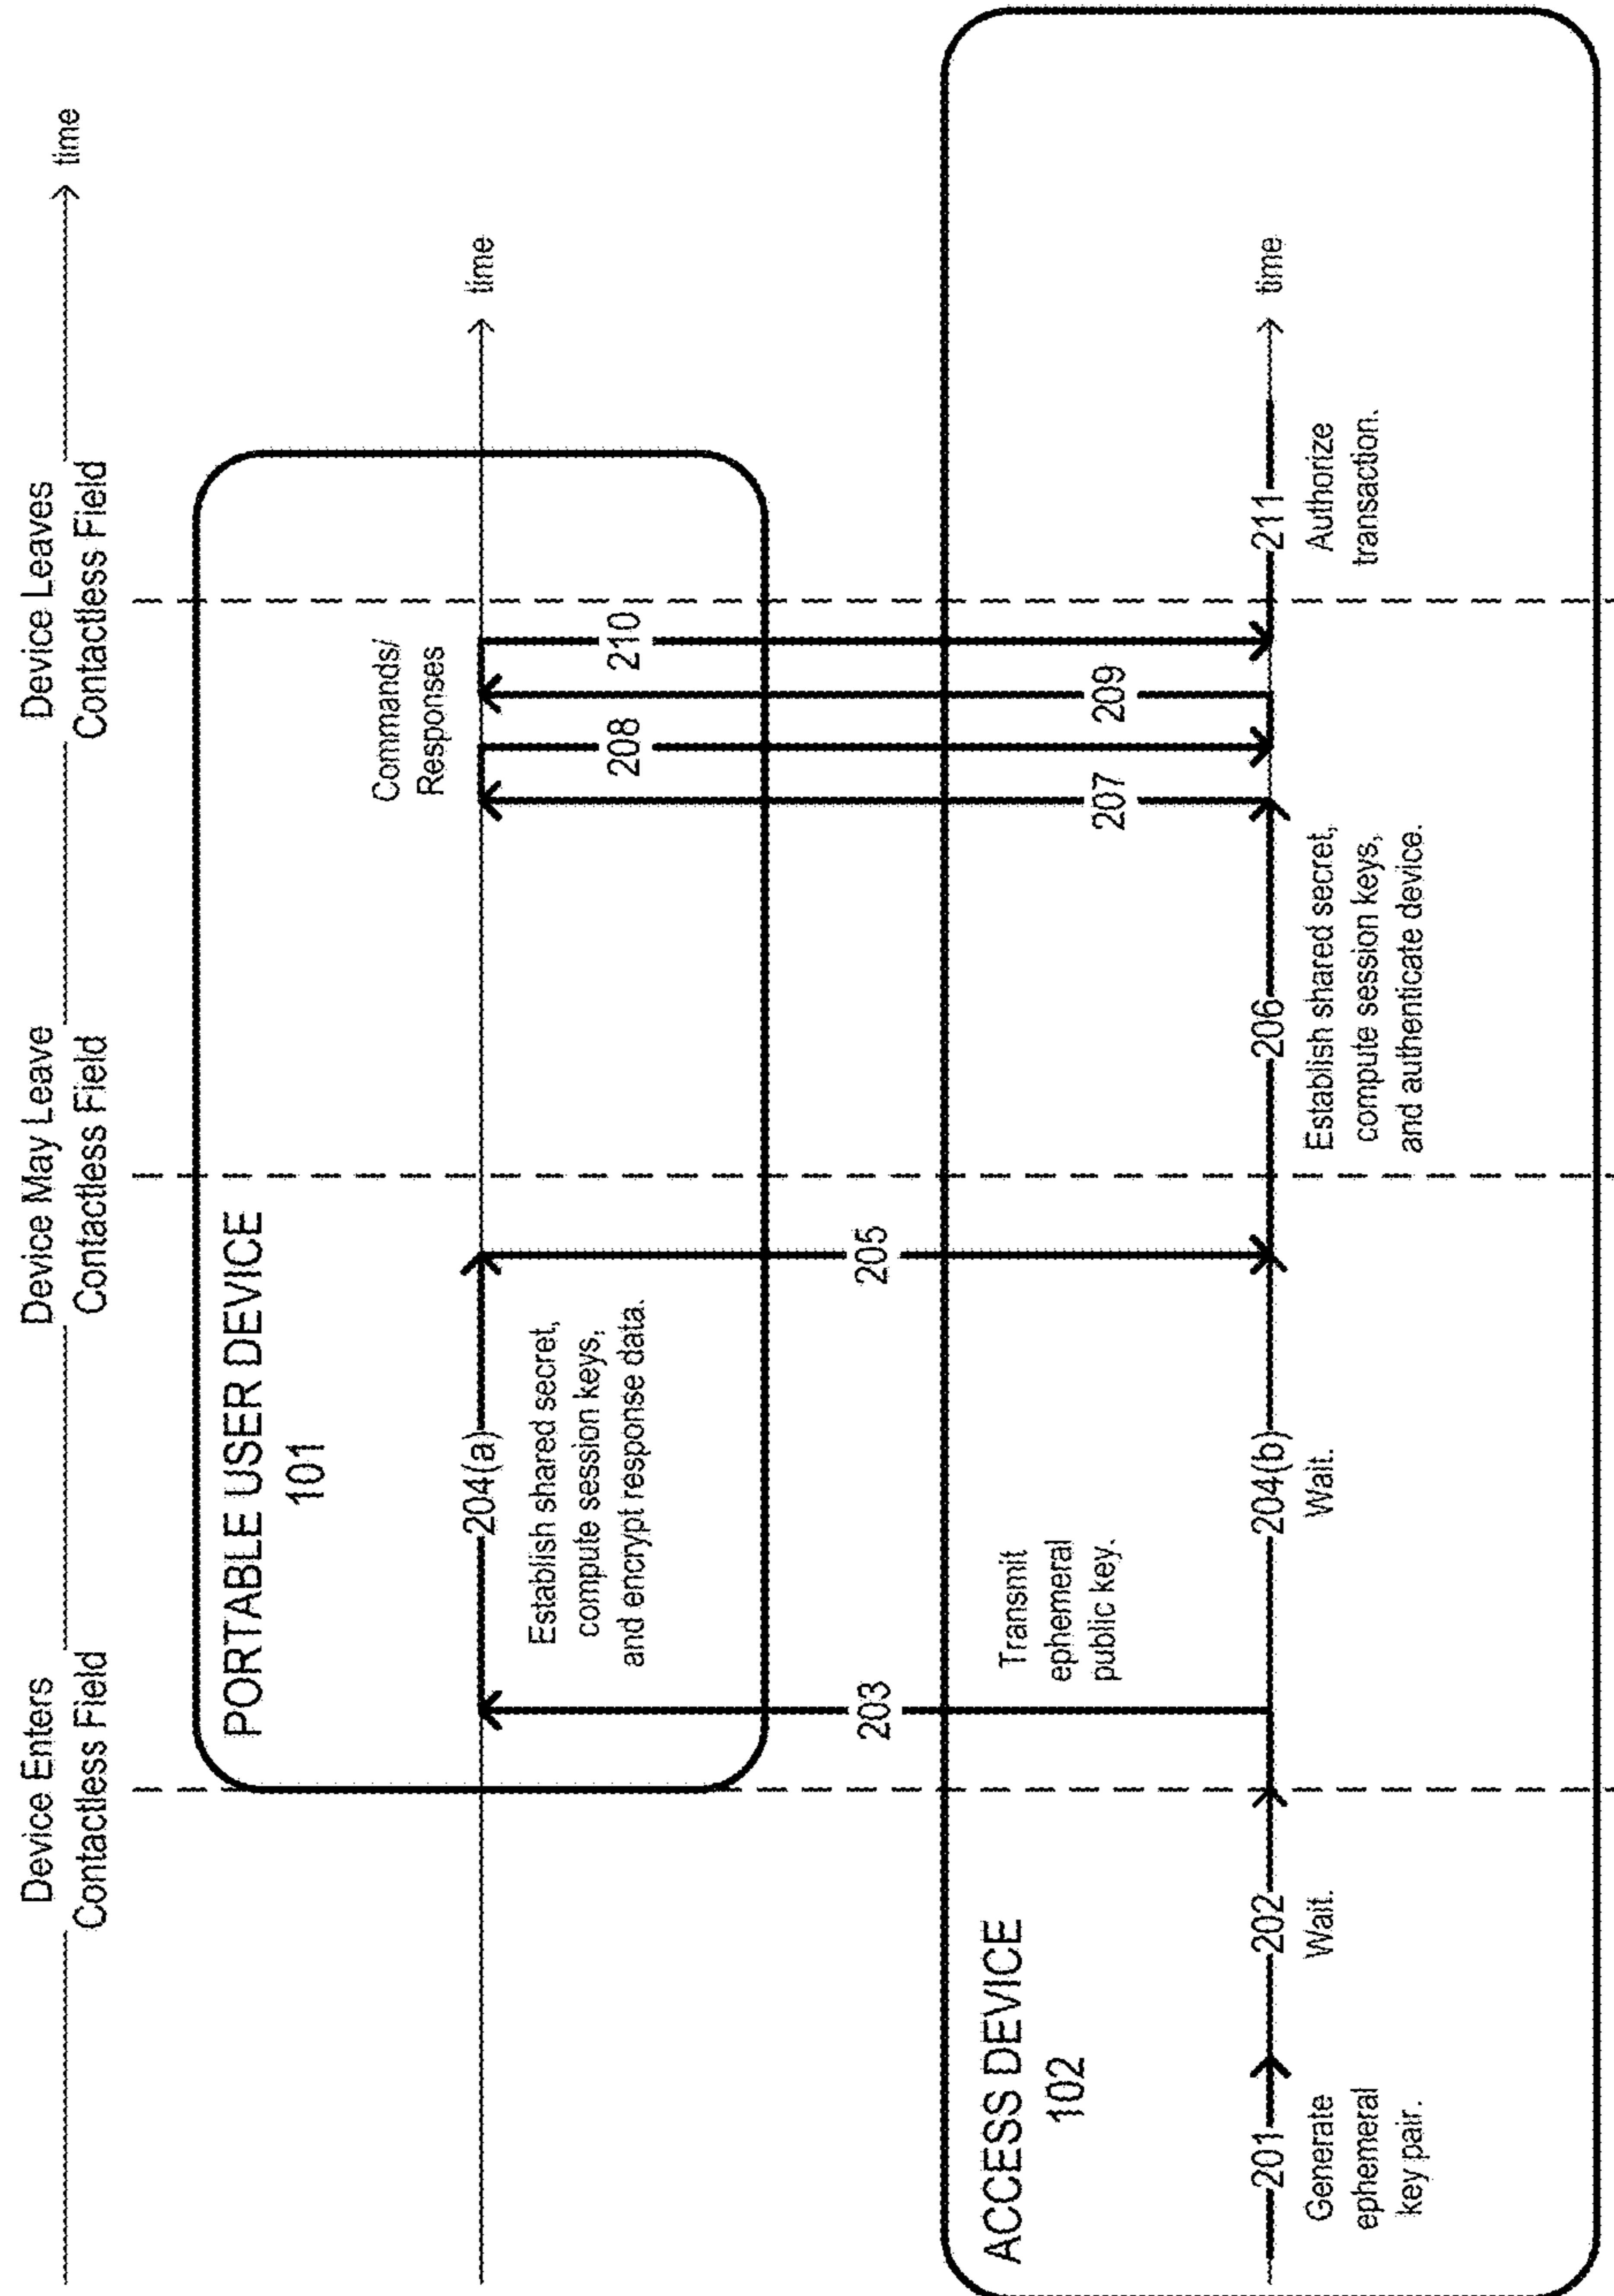 Device Enters
Contactless Field
Device May Leave
Contactless Field
Device Leaves
Contactless Field
time
PORTABLE USER DEVICE
101
204(a)
Establish shared secret,
compute session keys,
and encrypt response data.
Commands/
Responses
time
203
205
208
210
207
209
ACCESS DEVICE
102
Transmit
ephemeral
public key.
201
Generate
ephemeral
key pair.
202
Wait.
204(b)
Wait.
206
Establish shared secret,
compute session keys,
and authenticate device.
211
Authorize
transaction.
time